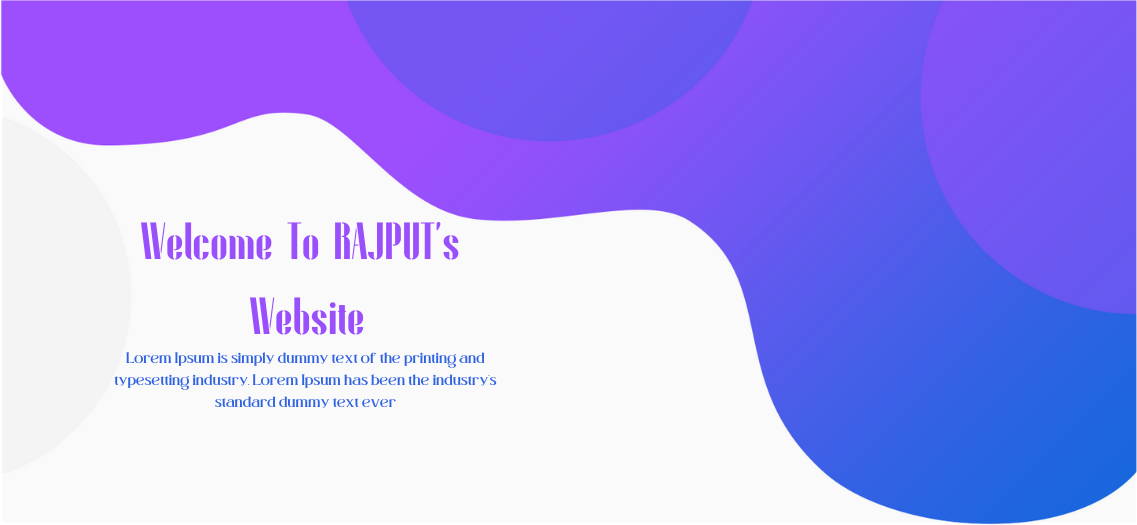 Welcome To RAJPUT's
Website
Lorem Ipsum is simply dummy text of the printing and
typesetting industry. Lorem Ipsum has been the industry's
standard dummy text ever